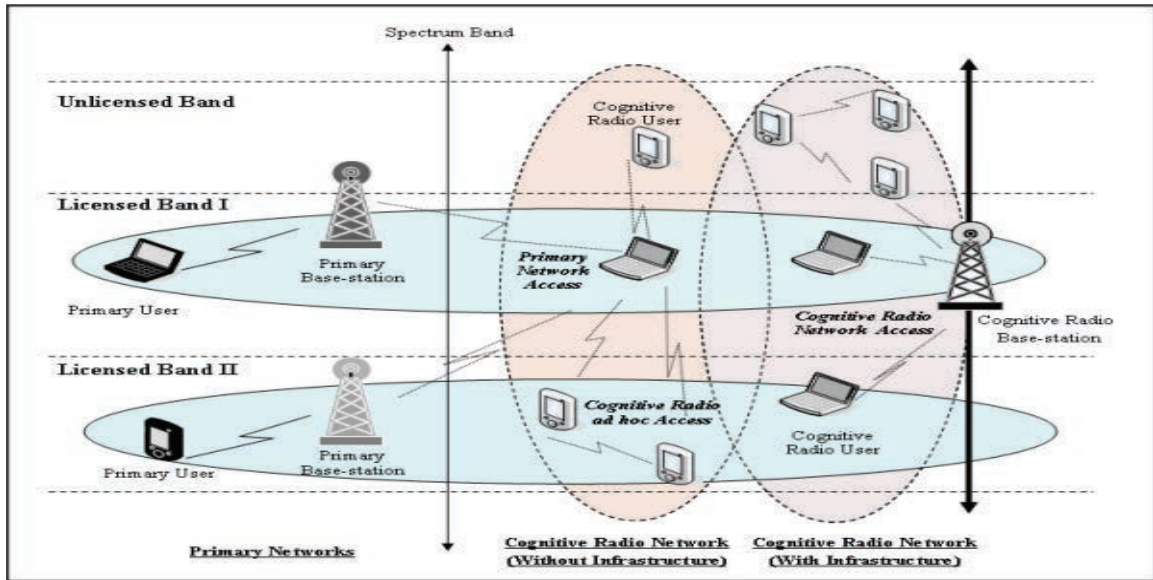 Spectrum Band
Unlicensed Band
Cognitive
Radio User
Licensed Band I
Primary
Base-station
Primary User
Primary
Network
Access
Cognitive Radio
Network Access
Cognitive Radio
Base-station
Licensed Band II
Primary
Base-station
Primary User
Cognitive Radio
ad hoc Access
Cognitive
Radio User
Primary Networks
Cognitive Radio Network
(Without Infrastructure)
Cognitive Radio Network
(With Infrastructure)